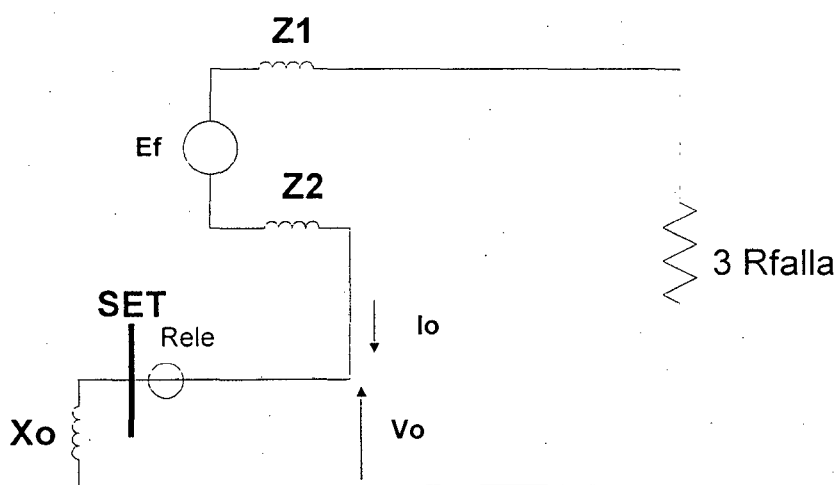 Z1
Ef
Z2
3 Rfalla
SET
Rele
Io
Xo
Vo